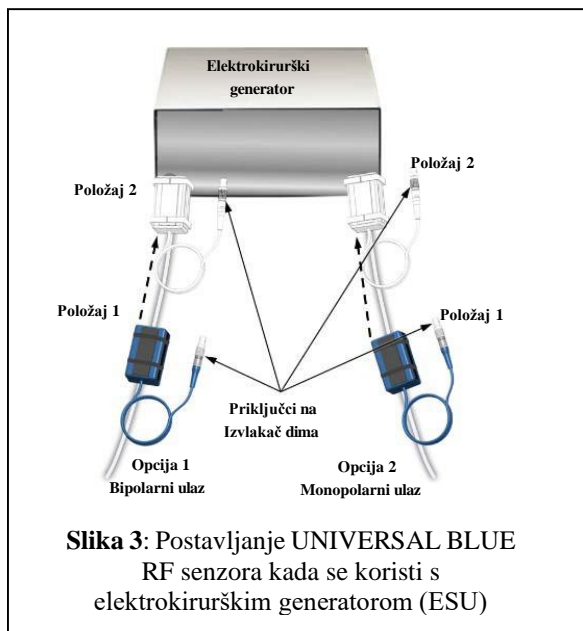 Elektrokirurški
generator
Položaj 2
Položaj 2
Položaj 1
Položaj 1
Priključci na
Izvlakač dima
Opcija 1
Bipolarni ulaz
Opcija 2
Monopolarni ulaz
Slika 3: Postavljanje UNIVERSAL BLUE
RF senzora kada se koristi s
elektrokirurškim generatorom (ESU)